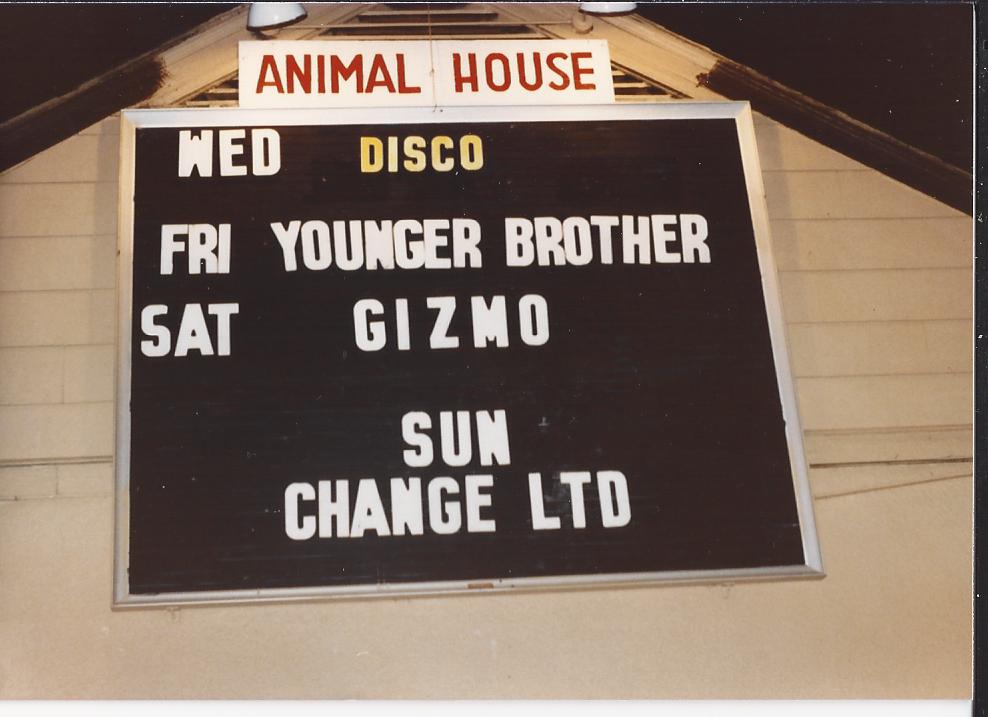 ANIMAL HOUSE
WED DISCO
FRI YOUNGER BROTHER
SAT GIZMO
SUN
CHANGE LTD